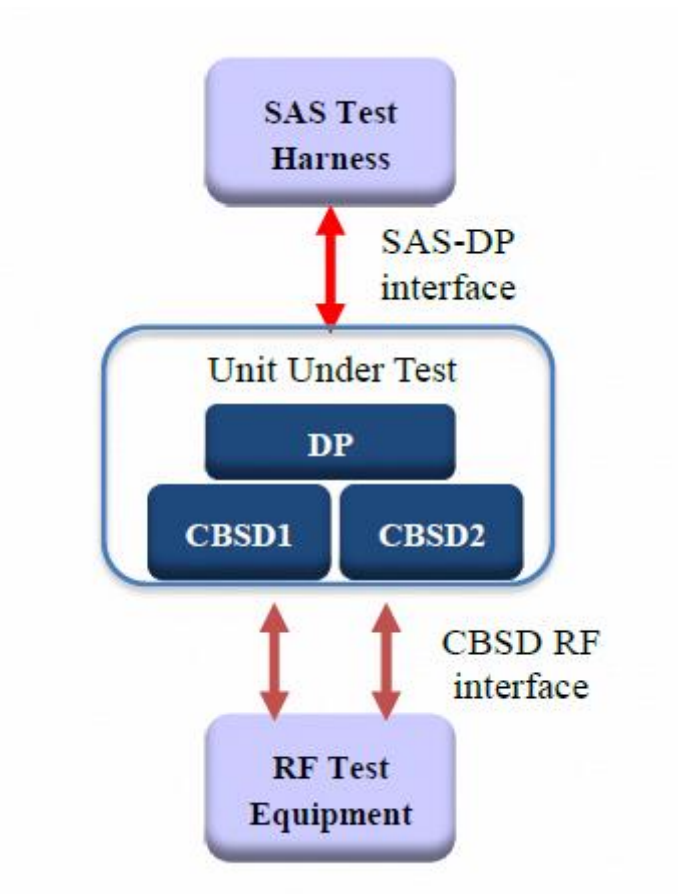 SAS Test
Harness
SAS-DP
interface
Unit Under Test
DP
CBSD1 CBSD2
CBSD RF
interface
RF Test
Equipment